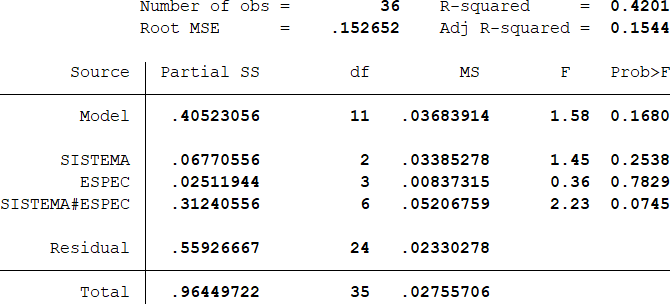 Number of obs = 36 R-squared = 0.4201
Root MSE = .152652 Adj R-squared = 0.1544
Source Partial SS df MS F Prob>F
Model .40523056 11 .03683914 1.58 0.1680
SISTEMA .06770556 2 .03385278 1.45 0.2538
ESPEC .02511944 3 .00837315 0.36 0.7829
SISTEMA#ESPEC .31240556 6 .05206759 2.23 0.0745
Residual .55926667 24 .02330278
Total .96449722 35 .02755706